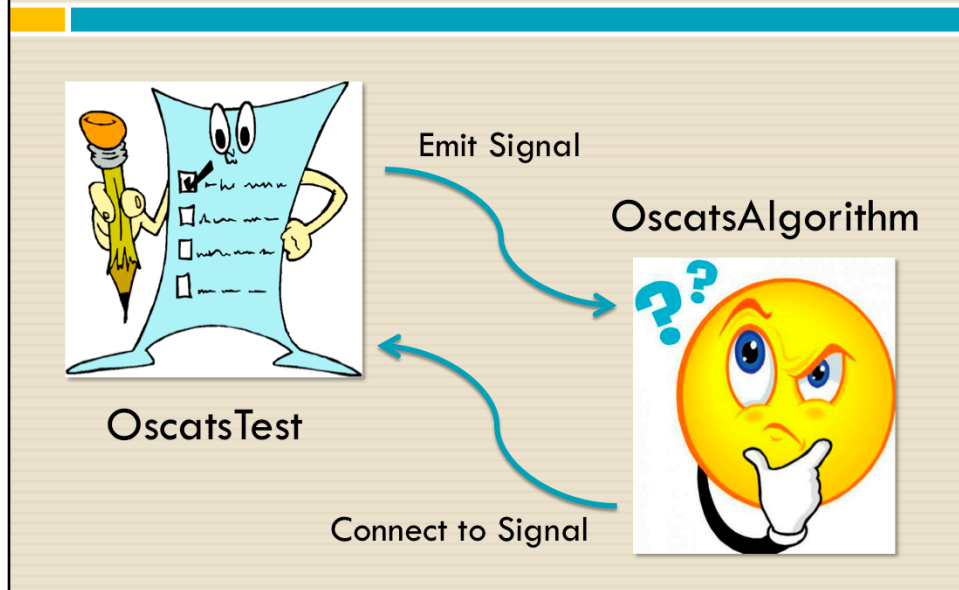 Emit Signal
OscatsAlgorithm
? ?
OscatsTest
Connect to Signal